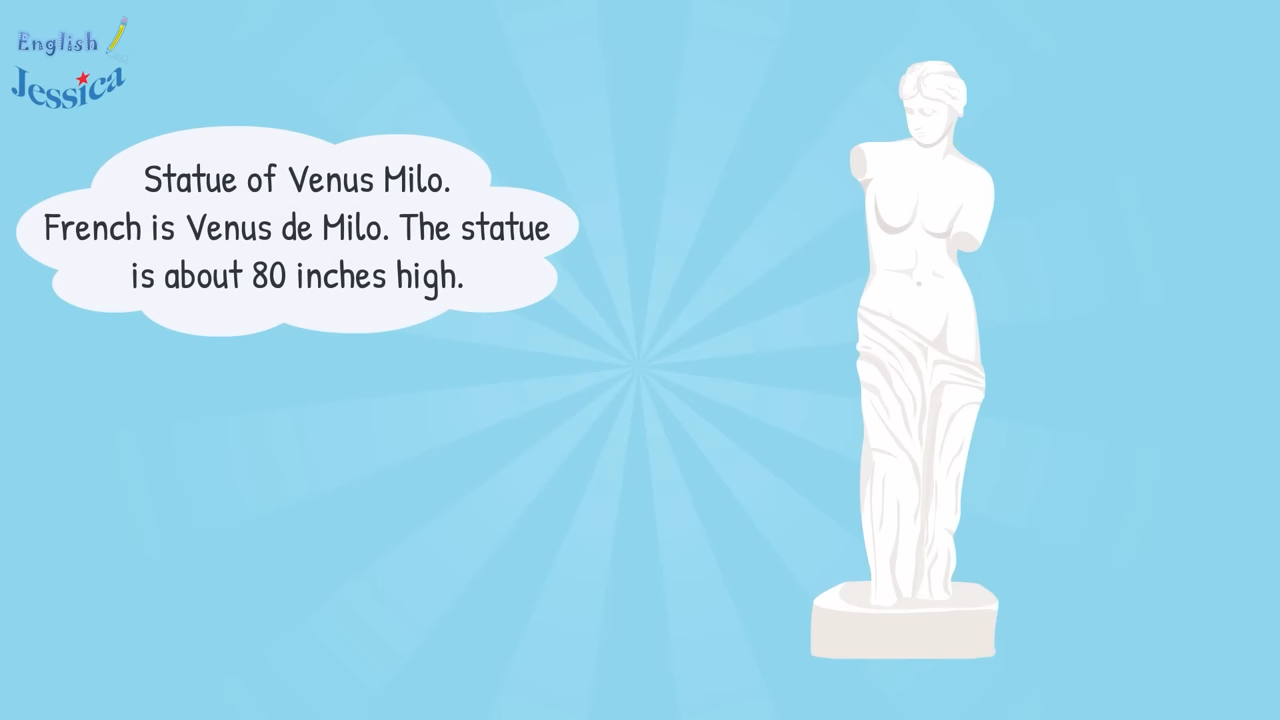 English
Jessica
Statue of Venus Milo.
French is Venus de Milo. The statue
is about 80 inches high.